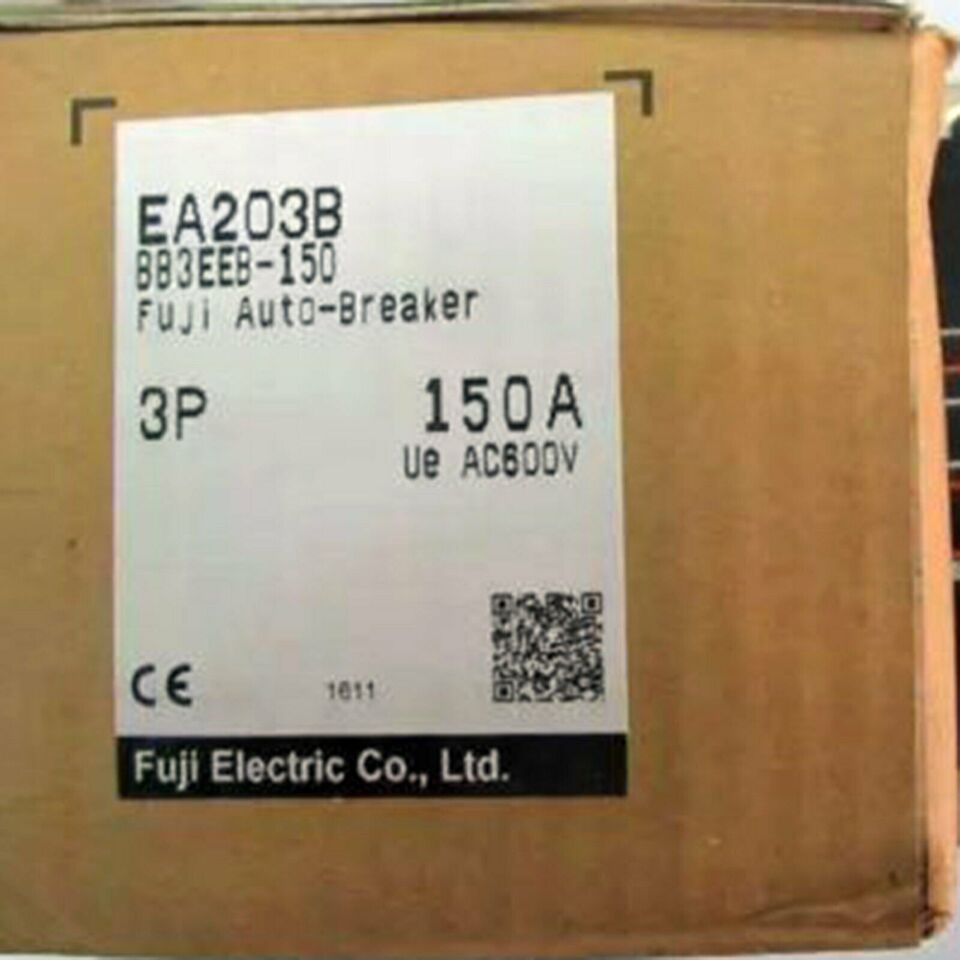 EA203B
BB3EEB-150
Fuji Auto-Breaker
3P 150A
Ue AC600V
CE 1611
Fuji Electric Co., Ltd.